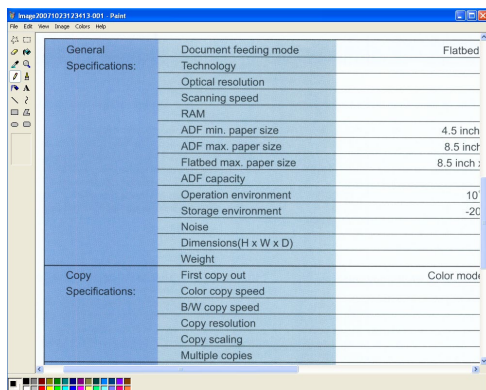 Image20071023123413-001 - Paint
File Edit View Image Colors Help
General Document feeding mode Flatbed
Specifications: Technology
Optical resolution
Scanning speed
RAM
ADF min. paper size 4.5 inch
ADF max. paper size 8.5 inch
Flatbed max. paper size 8.5 inch x
ADF capacity
Operation environment 10°
Storage environment -20
Noise
Dimensions(H x W x D)
Weight
Copy First copy out Color mode
Specifications: Color copy speed
B/W copy speed
Copy resolution
Copy scaling
Multiple copies